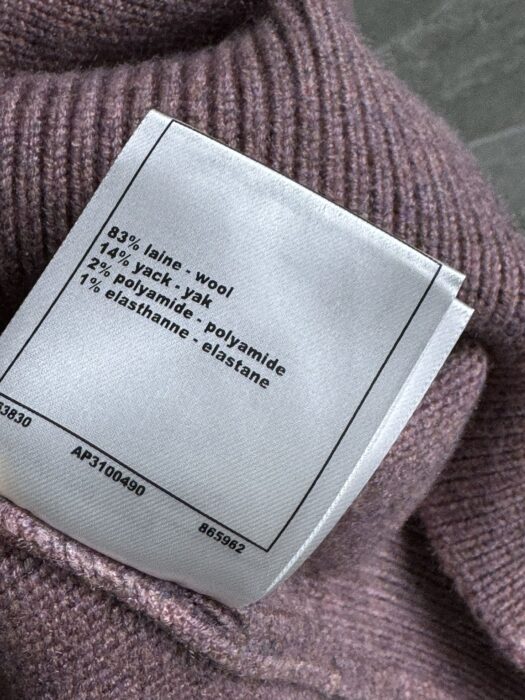 83% laine - wool
14% yack - yak
2% polyamide - polyamide
1% elasthanne - elastane
AP3100490
865962